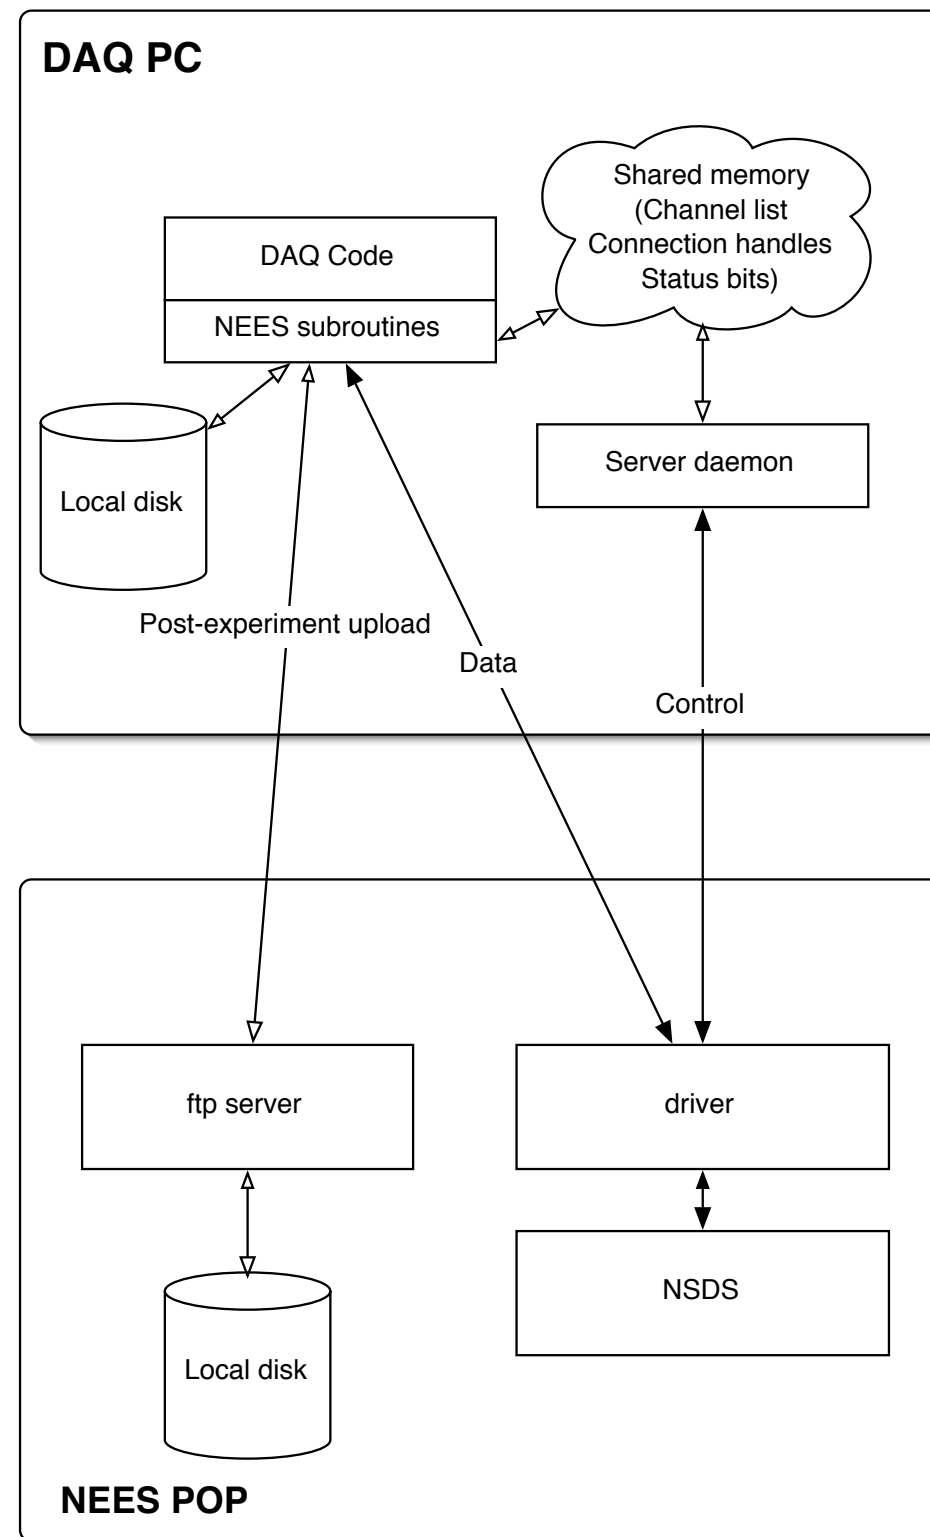 DAQ PC
Shared memory
(Channel list
Connection handles
Status bits)
DAQ Code
NEES subroutines
Server daemon
Local disk
Post-experiment upload
Data
Control
ftp server
driver
NSDS
Local disk
NEES POP